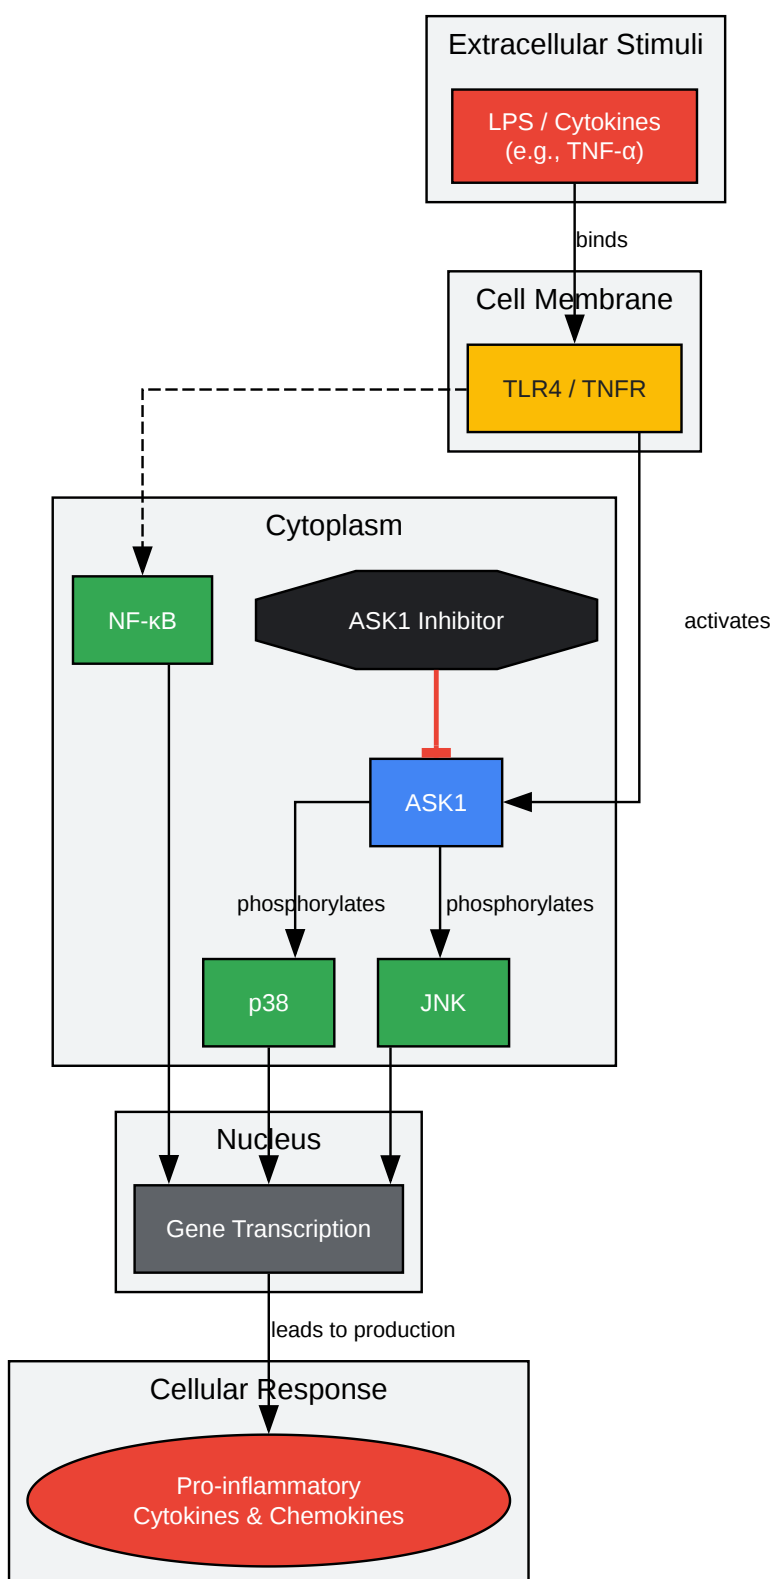 Extracellular Stimuli
LPS / Cytokines
(e.g., TNF-α)
binds
Cell Membrane
TLR4 / TNFR
Cytoplasm
NF-κB
ASK1 Inhibitor
activates
ASK1
phosphorylates
phosphorylates
p38
JNK
Nucleus
Gene Transcription
leads to production
Cellular Response
Pro-inflammatory
Cytokines & Chemokines